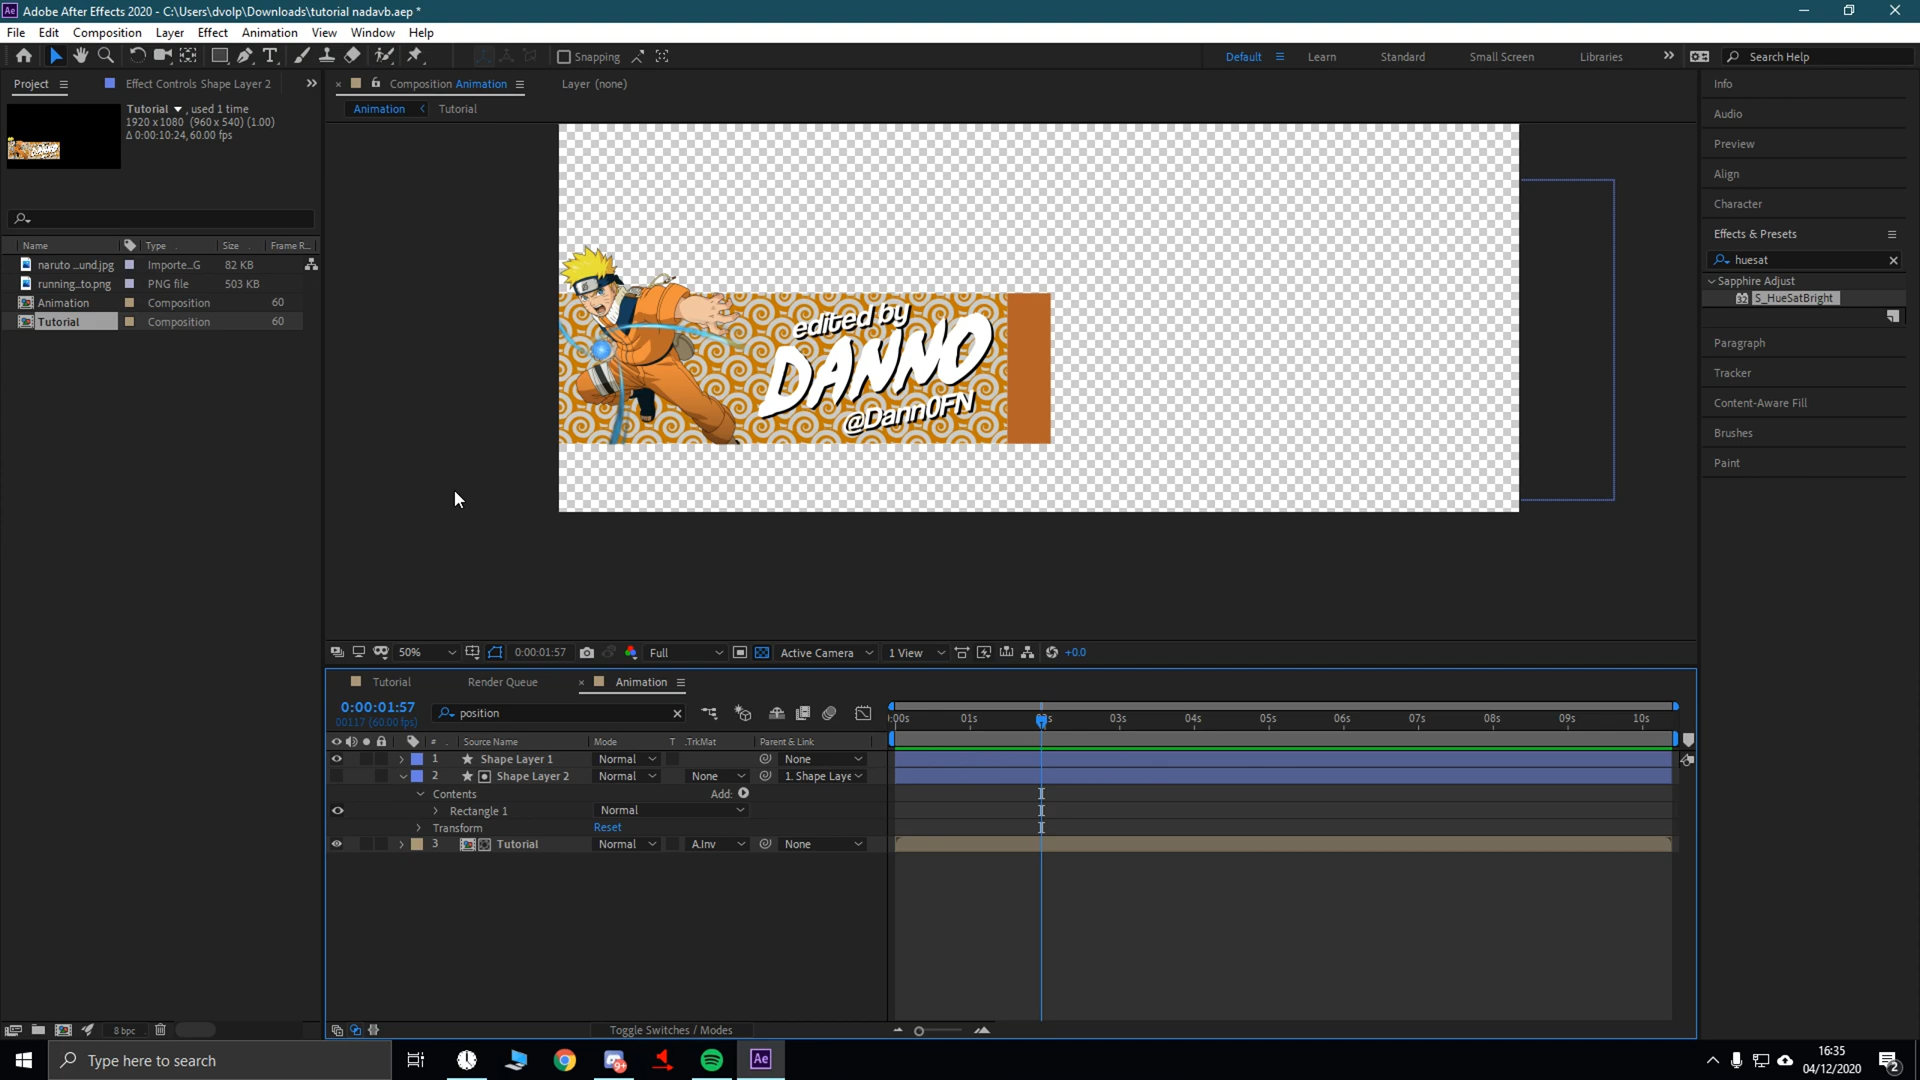 Adobe After Effects 2020 - C:\Users\dvolp\Downloads\tutorial nadavb.aep *
File Edit Composition Layer Effect Animation View Window Help
Snapping Default Learn Standard Small Screen Libraries Search Help
Project Effect Controls Shape Layer 2 Composition Animation Layer (none)
Tutorial , used 1 time
1920 x 1080 (960 x 540) (1.00)
Δ 0:00:10:24, 60.00 fps
Animation Tutorial
Name Type Size Frame R...
naruto ...und.jpg Importe...G 82 KB
running...to.png PNG file 503 KB
Animation Composition 60
Tutorial Composition 60
edited by
DANNO
@Dann0FN
Info
Audio
Preview
Align
Character
Effects & Presets
huesat
Sapphire Adjust
S_HueSatBright
Paragraph
Tracker
Content-Aware Fill
Brushes
Paint
50% 0:00:01:57 Full Active Camera 1 View +0.0
Tutorial Render Queue Animation
0:00:01:57
00117 (60.00 fps)
position
:00s 01s 03s 04s 05s 06s 07s 08s 09s 10s
# Source Name Mode T .TrkMat Parent & Link
1 Shape Layer 1 Normal None
2 Shape Layer 2 Normal None 1. Shape Laye
Contents Add:
Rectangle 1 Normal
Transform Reset
3 Tutorial Normal A.Inv None
8 bpc Toggle Switches / Modes
Type here to search
9+
Ae
16:35
04/12/2020
2